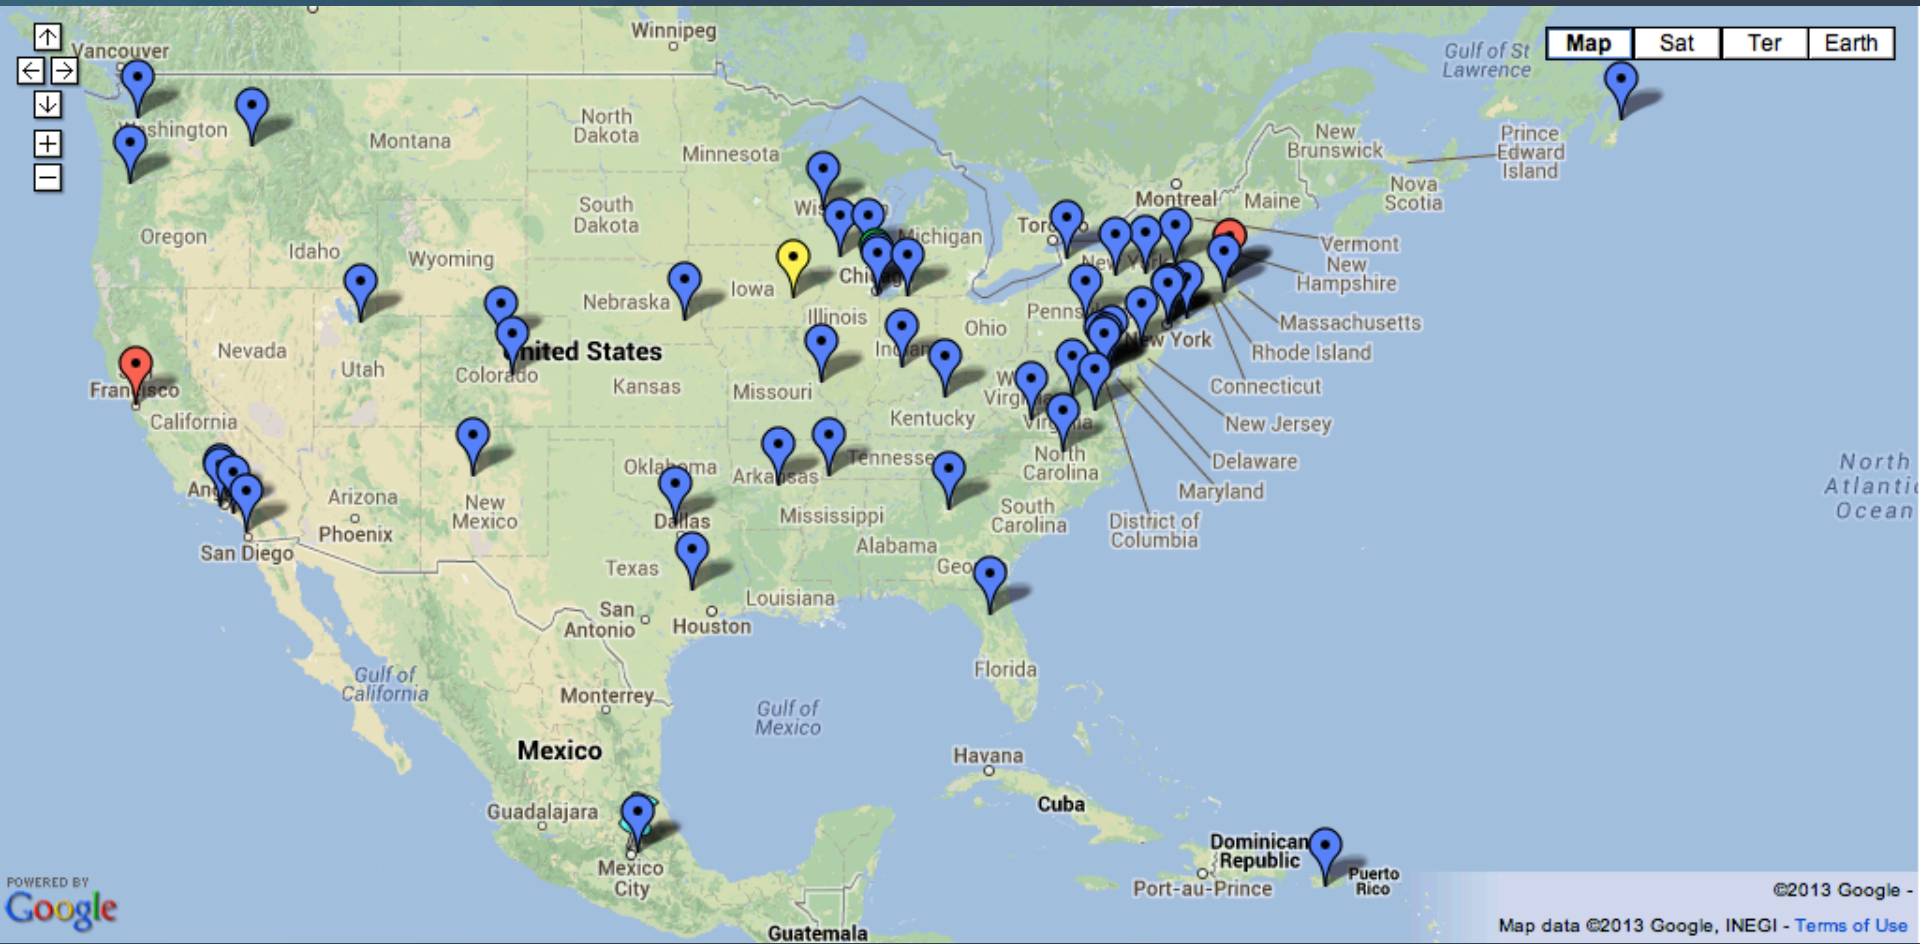 Winnipeg
Vancouver
Map
Sat
Ter
Earth
Gulf of St
Lawrence
Washington
Montana
North
Dakota
Minnesota
New
Brunswick
Prince
Edward
Island
Nova
Scotia
Montreal
Maine
South
Dakota
Oregon
Idaho
Wyoming
Michigan
Vermont
New
Hampshire
Nebraska
Iowa
Illinois
Ohio
Massachusetts
Rhode Island
Connecticut
New Jersey
Delaware
Maryland
District of
Columbia
New York
Nevada
Utah
United States
Colorado
Kansas
Missouri
Kentucky
Francisco
California
Virginia
North
Carolina
Oklahoma
Arkansas
Tennessee
Arizona
Phoenix
New
Mexico
Dallas
Mississippi
South
Carolina
Alabama
San Diego
Texas
Louisiana
San
Antonio
Houston
Florida
North
Atlantic
Ocean
Gulf of
California
Monterrey
Gulf of
Mexico
Mexico
Havana
Guadalajara
Cuba
Dominican
Republic
Puerto
Rico
Port-au-Prince
Mexico
City
Guatemala
POWERED BY
Google
©2013 Google -
Map data ©2013 Google, INEGI - Terms of Use